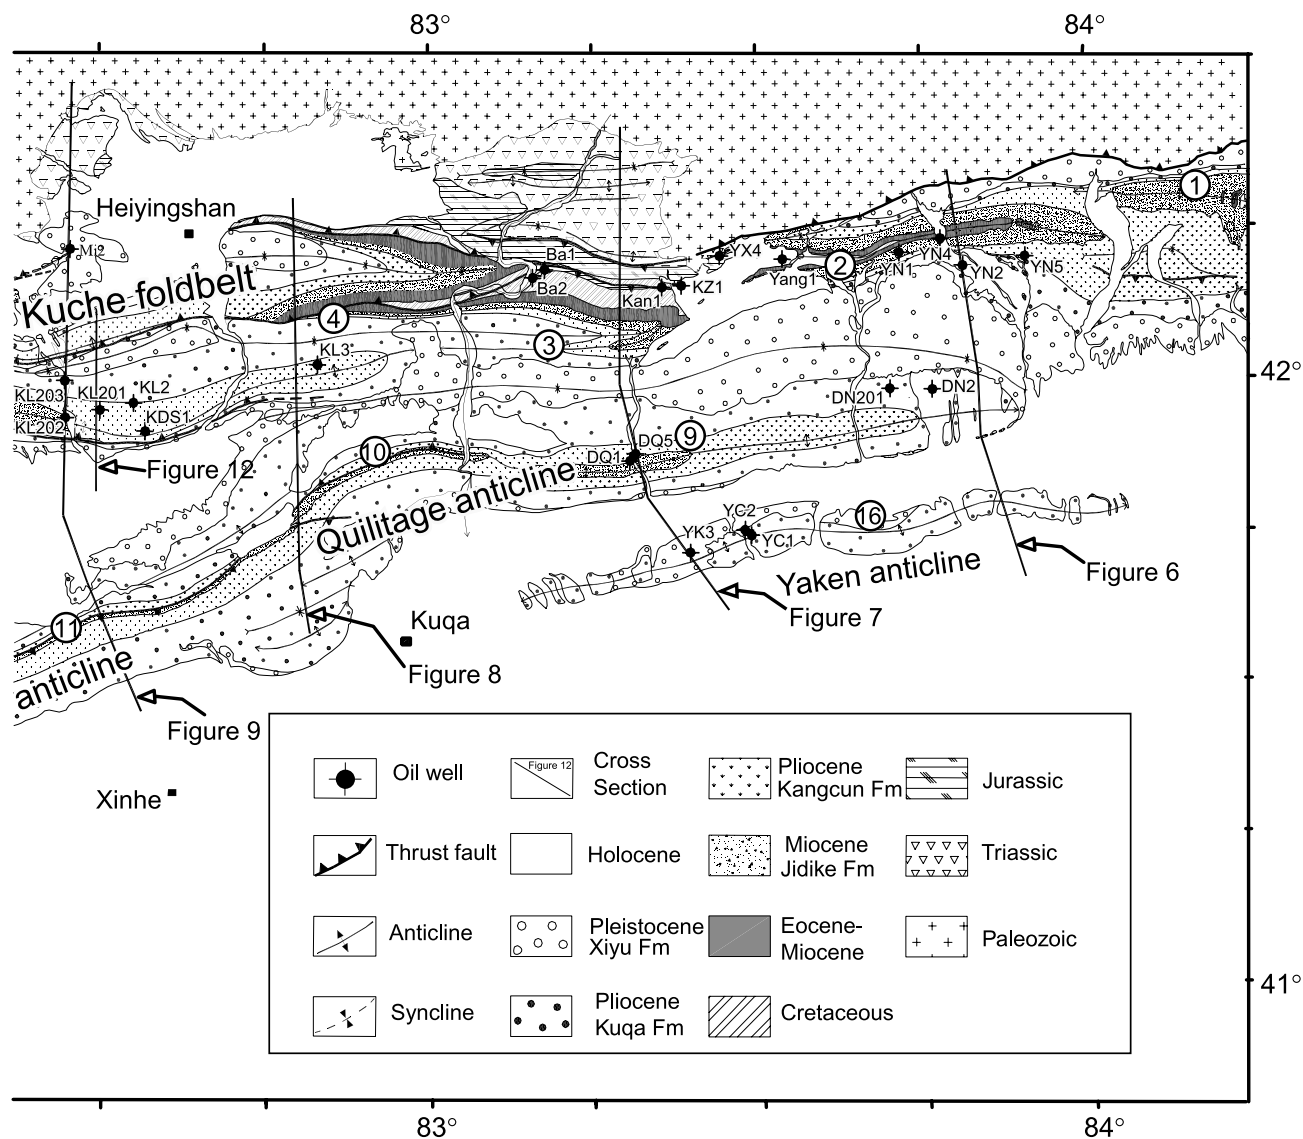 83°
84°
1
Heiyingshan
Mi2
Ba1
Ba2
YX4
Yang1
2
YN1
YN4
YN2
YN5
Kuche foldbelt
Kan1
KZ1
4
3
KL3
42°
KL203
KL201
KL2
KL202
KDS1
DN201
DN2
9
10
DQ5
DQ1
Figure 12
Quilitage anticline
YC2
YK3
YC1
16
Yaken anticline
Figure 6
Figure 7
11
Kuqa
anticline
Figure 8
Figure 9
Xinhe
Oil well
Figure 12
Cross
Section
Pliocene
Kangcun Fm
Jurassic
Thrust fault
Holocene
Miocene
Jidike Fm
Triassic
Anticline
Pleistocene
Xiyu Fm
Eocene-
Miocene
Paleozoic
Syncline
Pliocene
Kuqa Fm
Cretaceous
41°
83°
84°